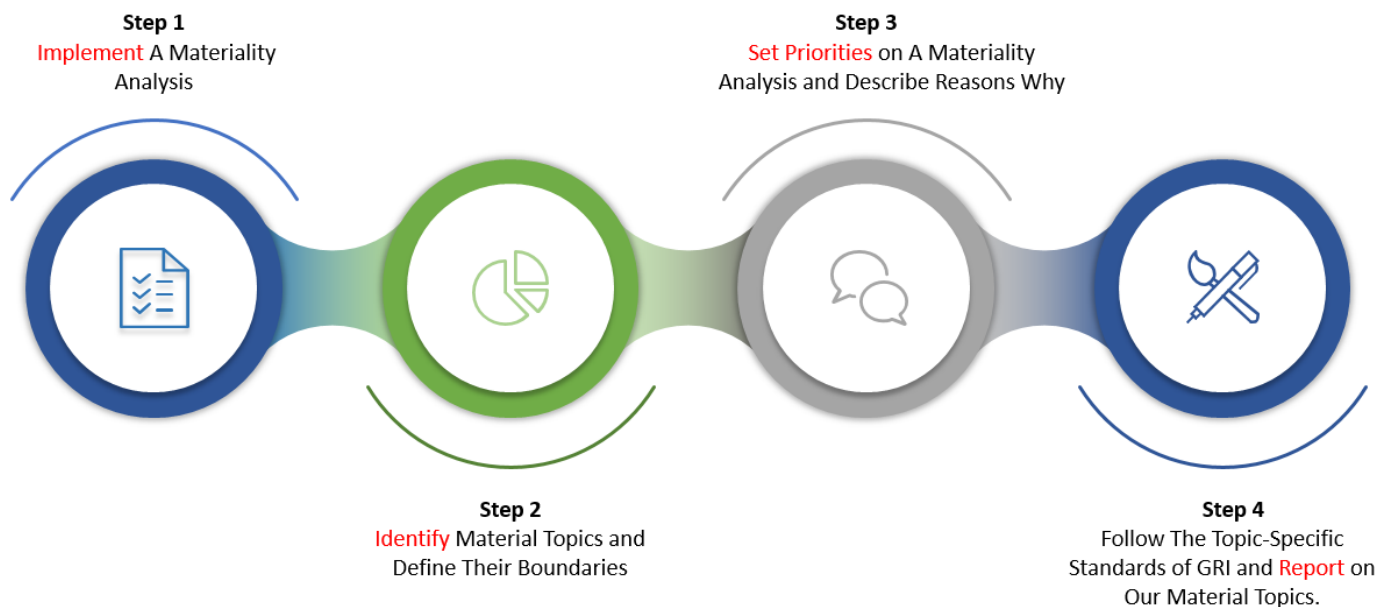 Step 1
Implement A Materiality
Analysis
Step 2
Identify Material Topics and
Define Their Boundaries
Step 3
Set Priorities on A Materiality
Analysis and Describe Reasons Why
Step 4
Follow The Topic-Specific
Standards of GRI and Report on
Our Material Topics.